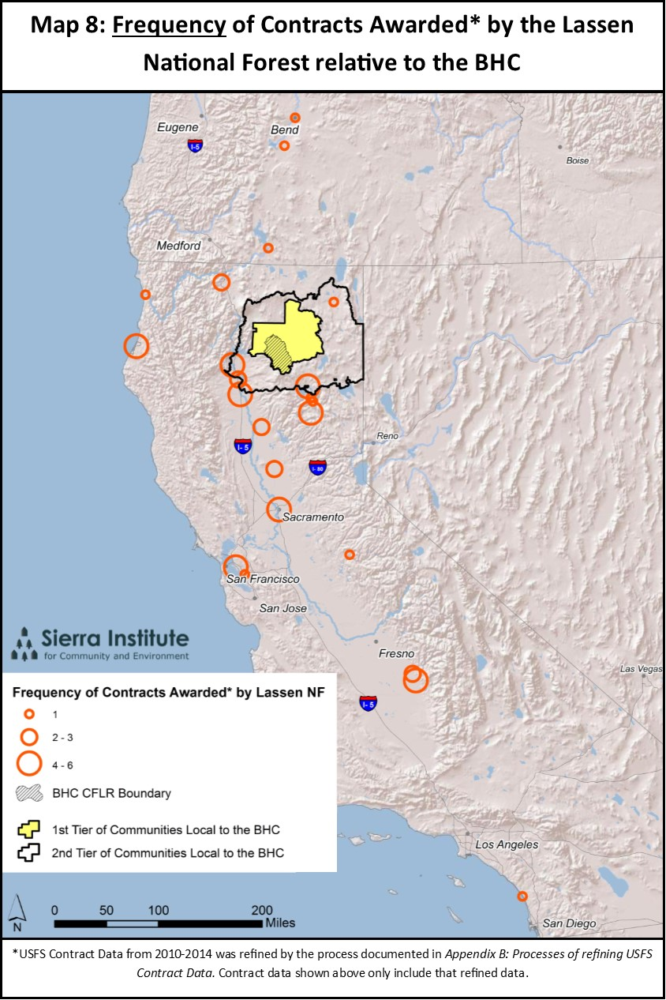 Map 8: Frequency of Contracts Awarded* by the Lassen
National Forest relative to the BHC
Eugene
I-5
Bend
Boise
Medford
Reno
I-5
I-80
Sacramento
San Francisco
San Jose
Sierra Institute
for Community and Environment
Fresno
Las Vegas
I-5
Frequency of Contracts Awarded* by Lassen NF
1
2 - 3
4 - 6
BHC CFLR Boundary
1st Tier of Communities Local to the BHC
2nd Tier of Communities Local to the BHC
Los Angeles
San Diego
N
0 50 100 200
Miles
*USFS Contract Data from 2010-2014 was refined by the process documented in Appendix B: Processes of refining USFS
Contract Data. Contract data shown above only include that refined data.